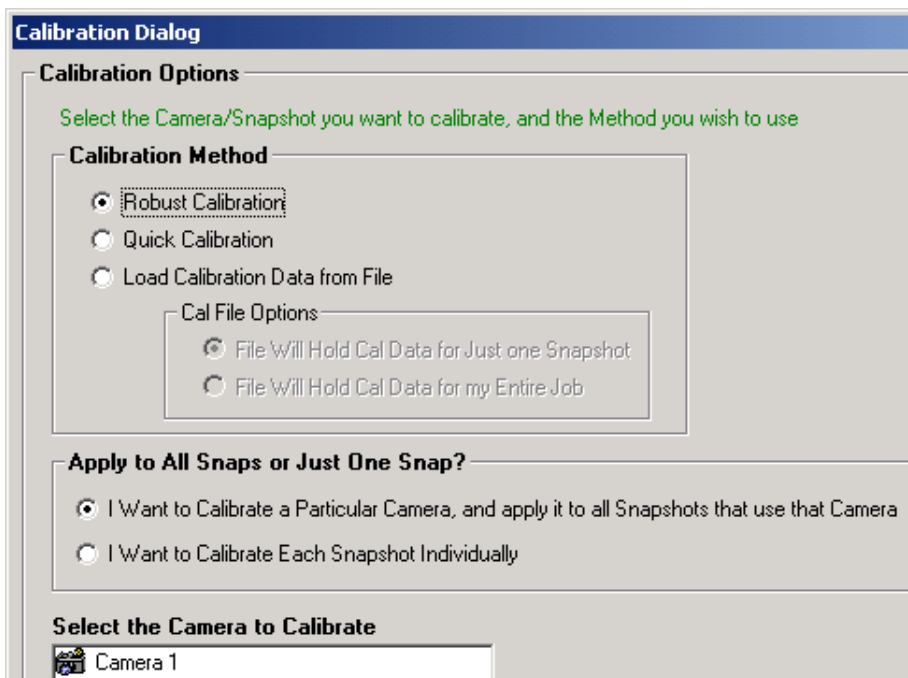 Calibration Dialog
Calibration Options
Select the Camera/Snapshot you want to calibrate, and the Method you wish to use
Calibration Method
Robust Calibration
Quick Calibration
Load Calibration Data from File
Cal File Options
File Will Hold Cal Data for Just one Snapshot
File Will Hold Cal Data for my Entire Job
Apply to All Snaps or Just One Snap?
I Want to Calibrate a Particular Camera, and apply it to all Snapshots that use that Camera
I Want to Calibrate Each Snapshot Individually
Select the Camera to Calibrate
Camera 1